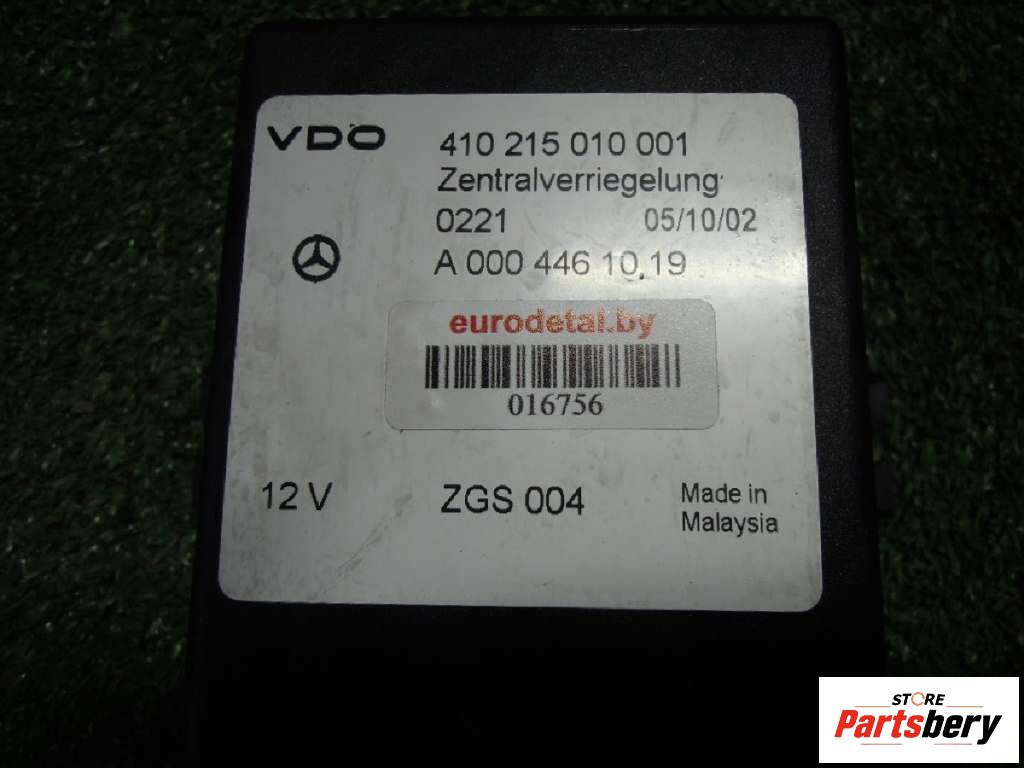 VDO
410 215 010 001
Zentralverriegelung
0221 05/10/02
A 000 446 10.19
eurodetal.by
016756
12 V ZGS 004 Made in
Malaysia
STORE
Partsbery